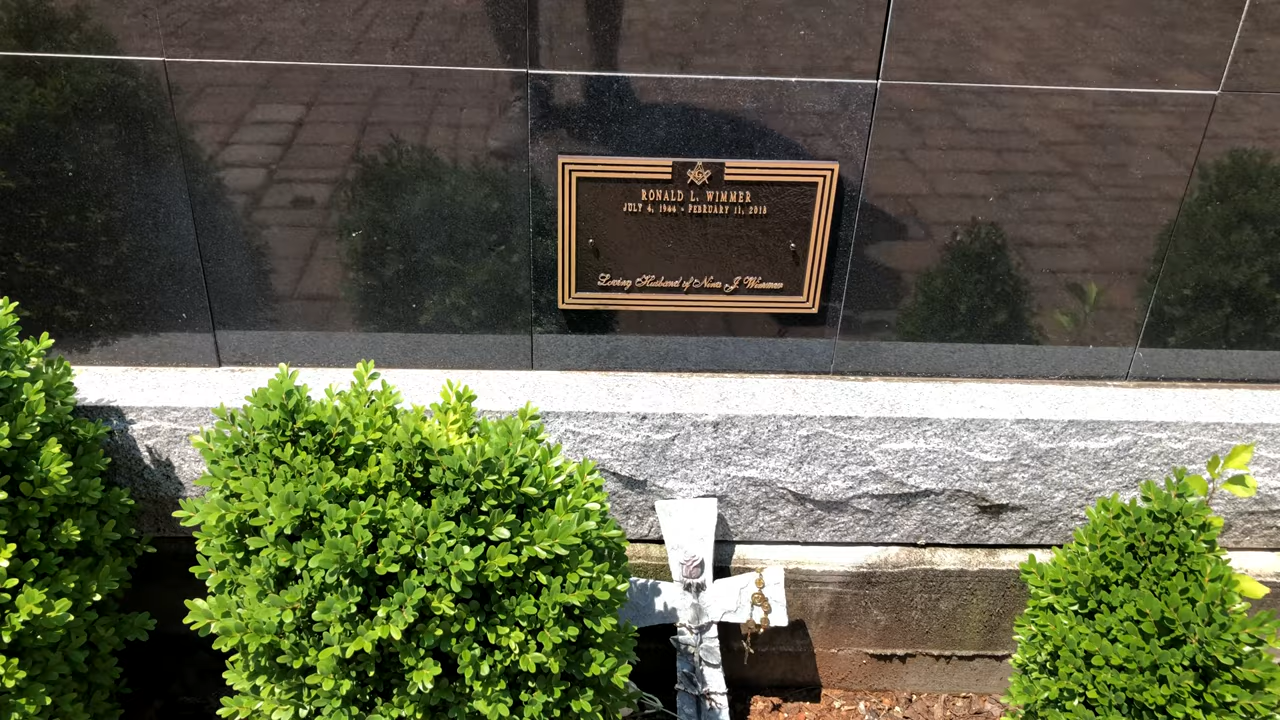 G
RONALD L. WIMMER
JULY 4, 1944 - FEBRUARY 11, 2018
Loving Husband of Nina J. Wimmer